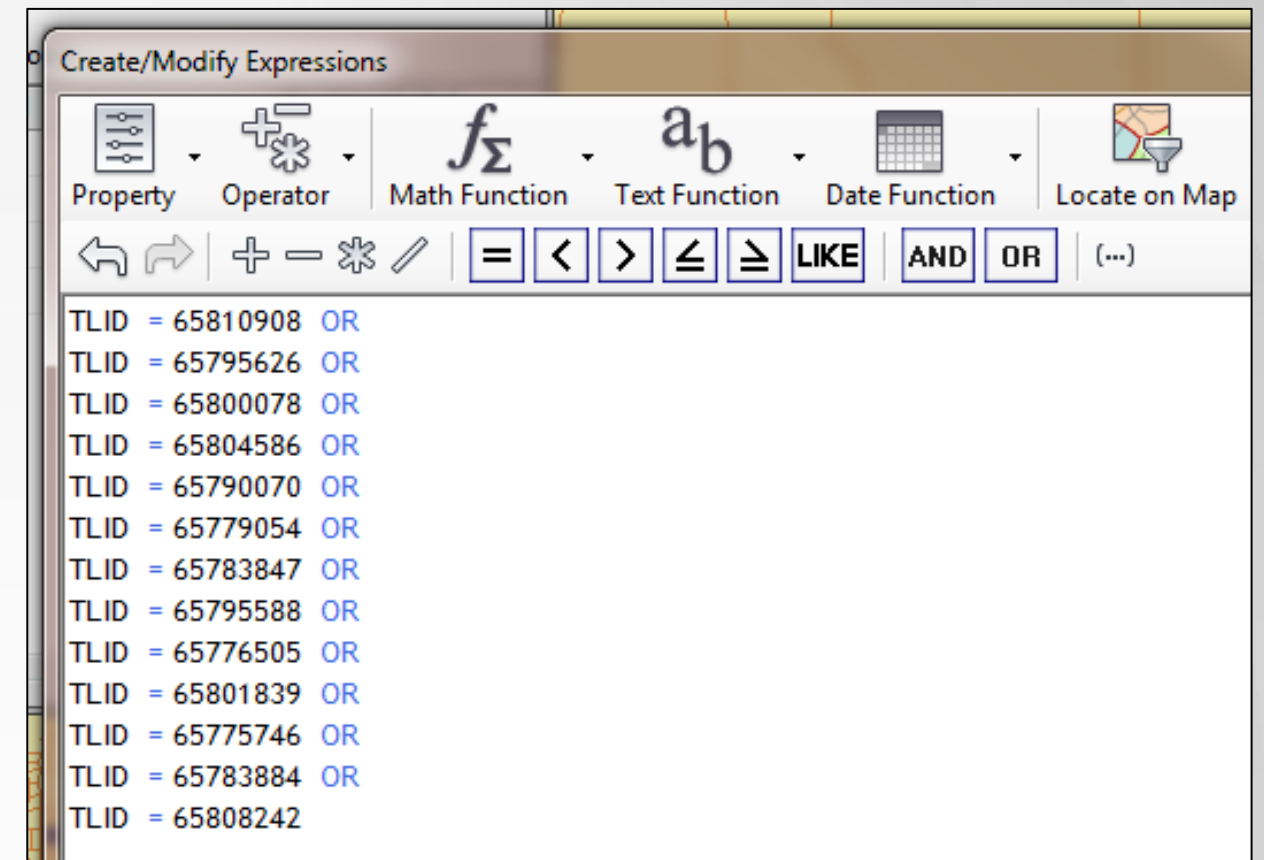 Create/Modify Expressions
Property Operator Math Function Text Function Date Function Locate on Map
= < > ≤ ≥ LIKE AND OR (...)
TLID = 65810908 OR
TLID = 65795626 OR
TLID = 65800078 OR
TLID = 65804586 OR
TLID = 65790070 OR
TLID = 65779054 OR
TLID = 65783847 OR
TLID = 65795588 OR
TLID = 65776505 OR
TLID = 65801839 OR
TLID = 65775746 OR
TLID = 65783884 OR
TLID = 65808242